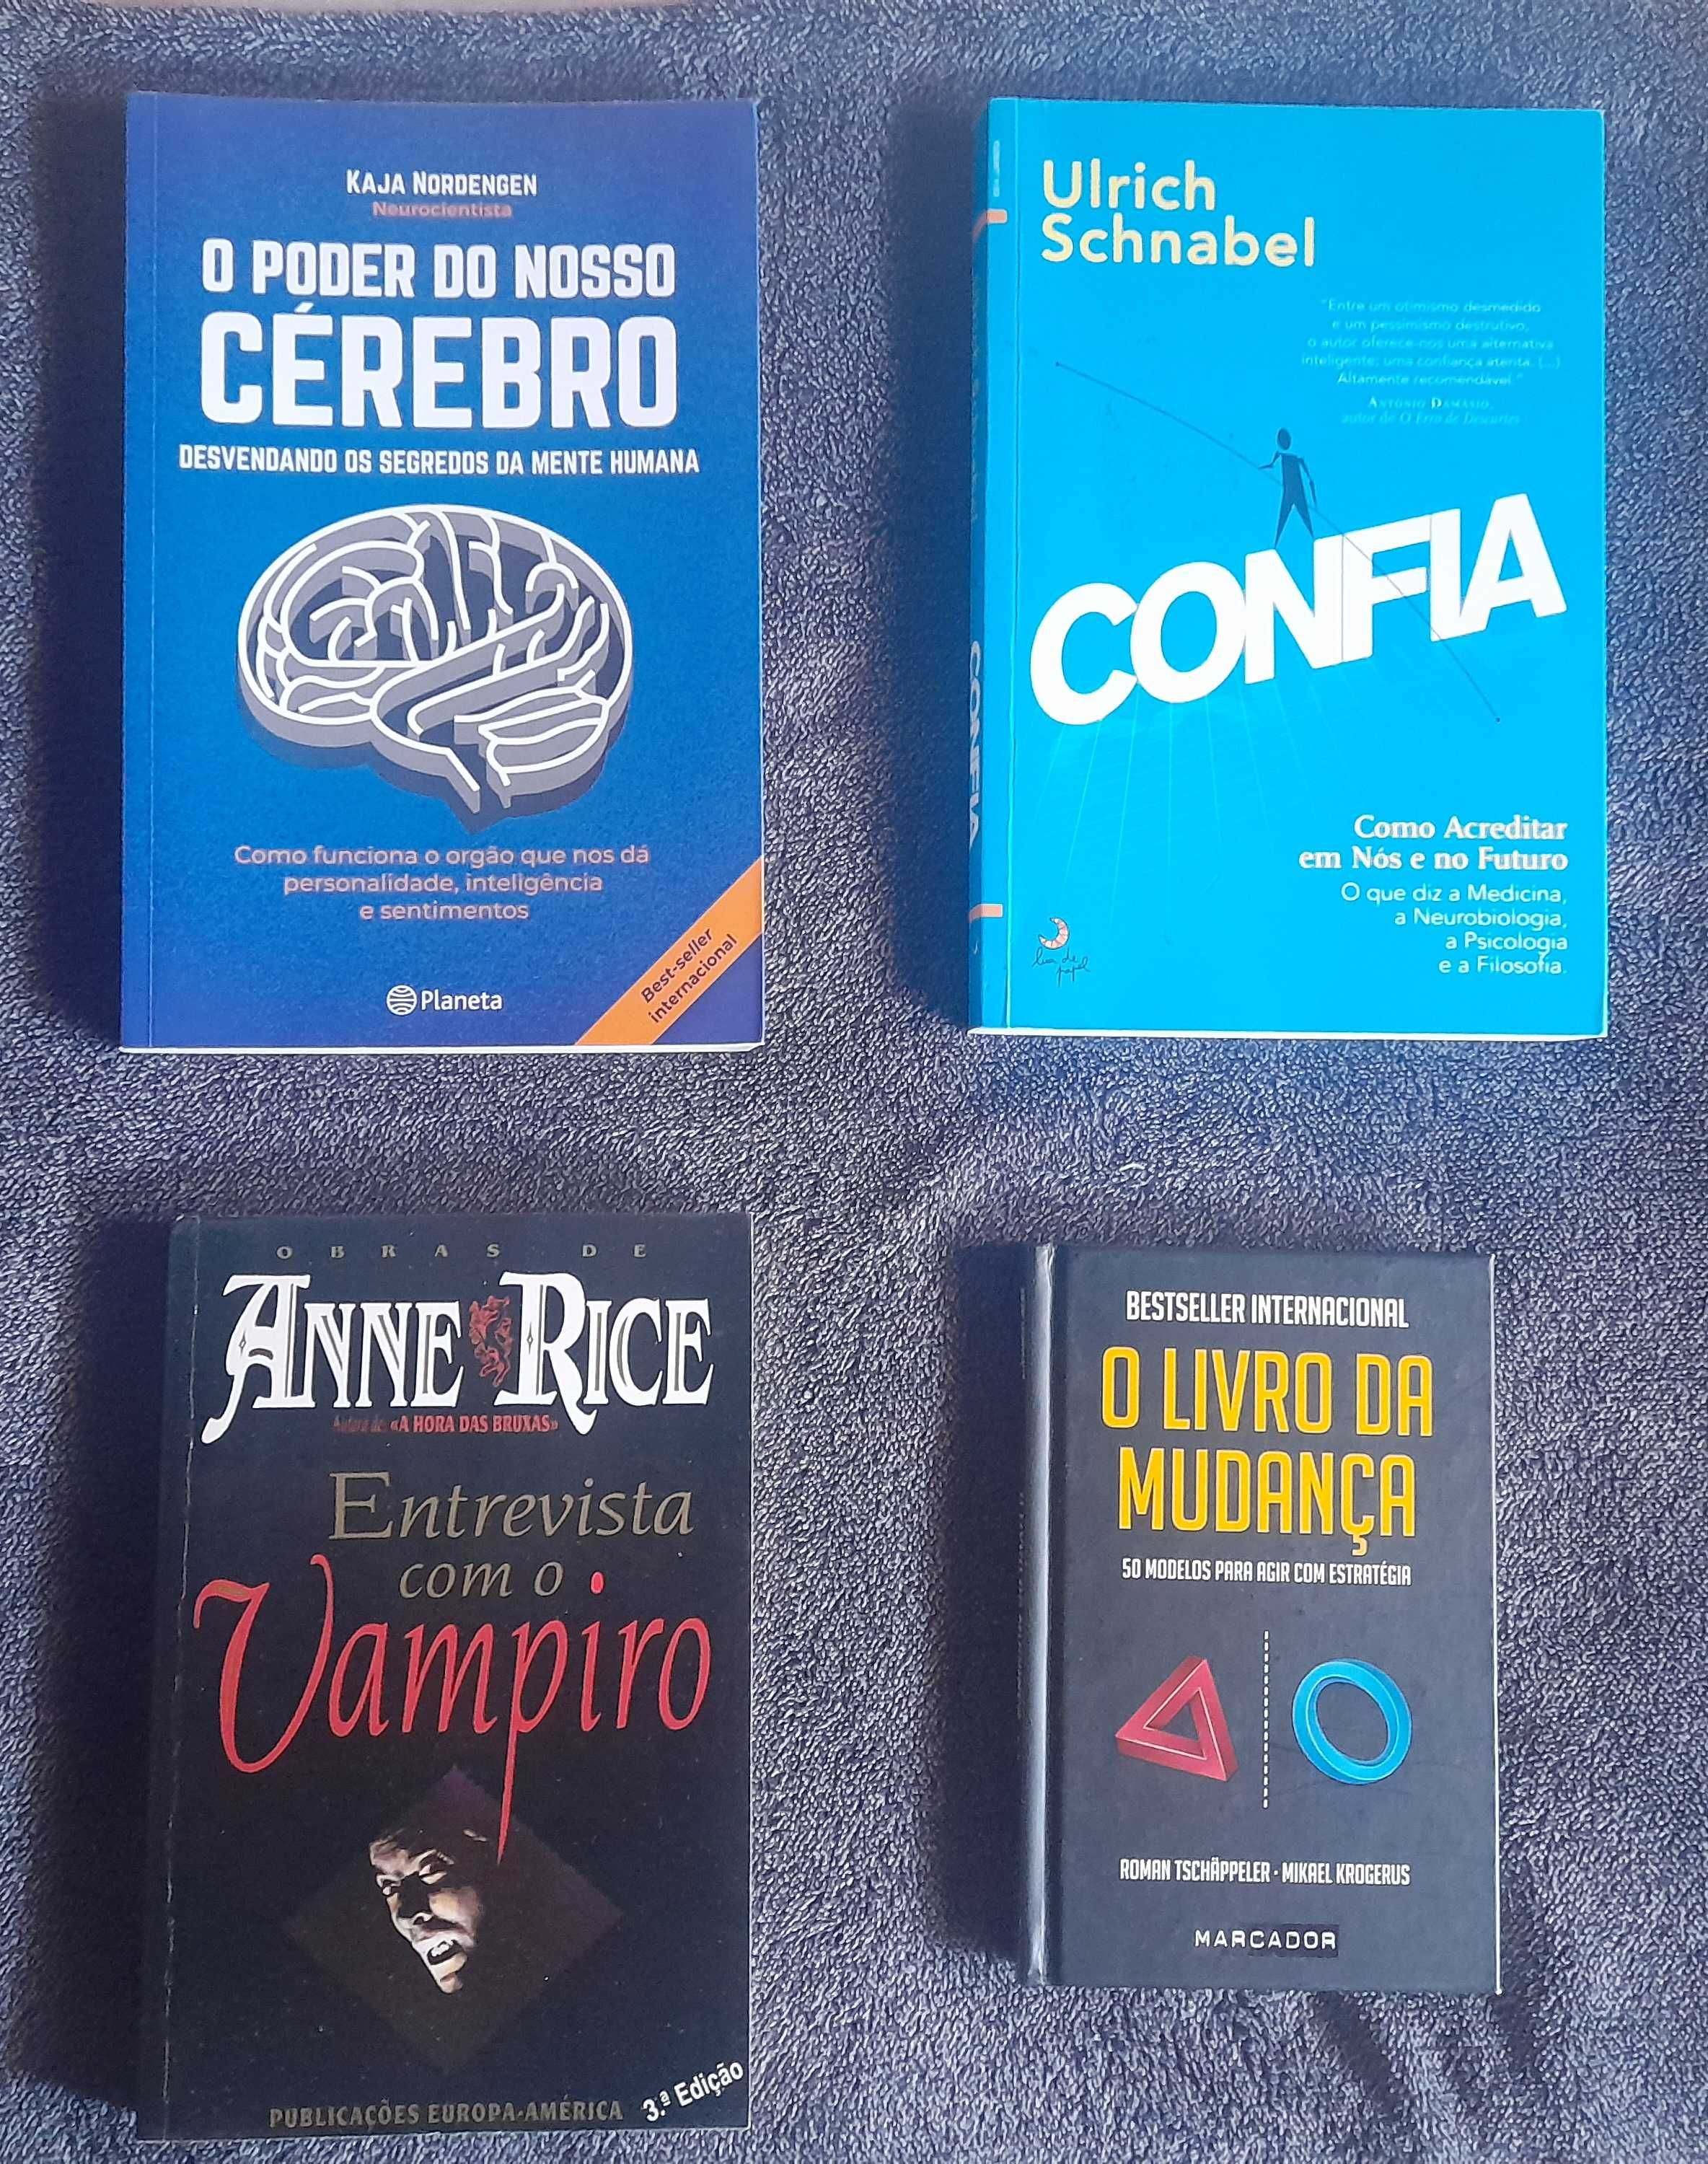 KAJA NORDENGEN
Neurocientista
O PODER DO NOSSO
CÉREBRO
DESVENDANDO OS SEGREDOS DA MENTE HUMANA
Como funciona o orgão que nos dá
personalidade, inteligência
e sentimentos
Best-seller
internacional
Planeta
Ulrich
Schnabel
"Entre um otimismo desmedido
e um pessimismo destrutivo,
o autor oferece-nos uma alternativa
inteligente: uma confiança atenta. (...)
Altamente recomendável."
ANTÓNIO DAMÁSIO,
autor de O Erro de Descartes
CONFIA
CONFIA
Como Acreditar
em Nós e no Futuro
O que diz a Medicina,
a Neurobiologia,
a Psicologia
e a Filosofia.
lua de
papel
OBRAS DE
ANNE RICE
Autora de: «A HORA DAS BRUXAS»
Entrevista
com o
Vampiro
3.ª Edição
PUBLICAÇÕES EUROPA-AMÉRICA
BESTSELLER INTERNACIONAL
O LIVRO DA
MUDANÇA
50 MODELOS PARA AGIR COM ESTRATÉGIA
ROMAN TSCHÄPPELER · MIKAEL KROGERUS
MARCADOR